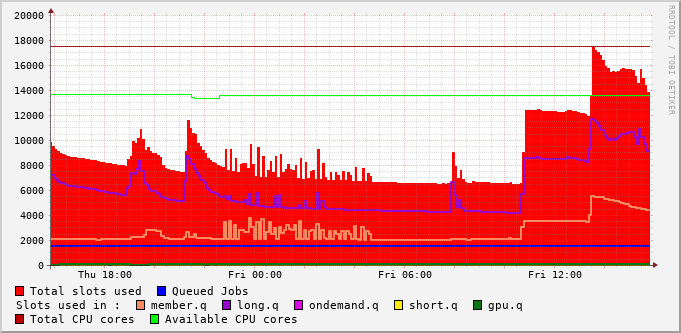 20000
18000
16000
14000
12000
10000
8000
6000
4000
2000
0
Thu 18:00 Fri 00:00 Fri 06:00 Fri 12:00
Total slots used Queued Jobs
Slots used in : member.q long.q ondemand.q short.q gpu.q
Total CPU cores Available CPU cores
RRDTOOL / TOBI OETIKER